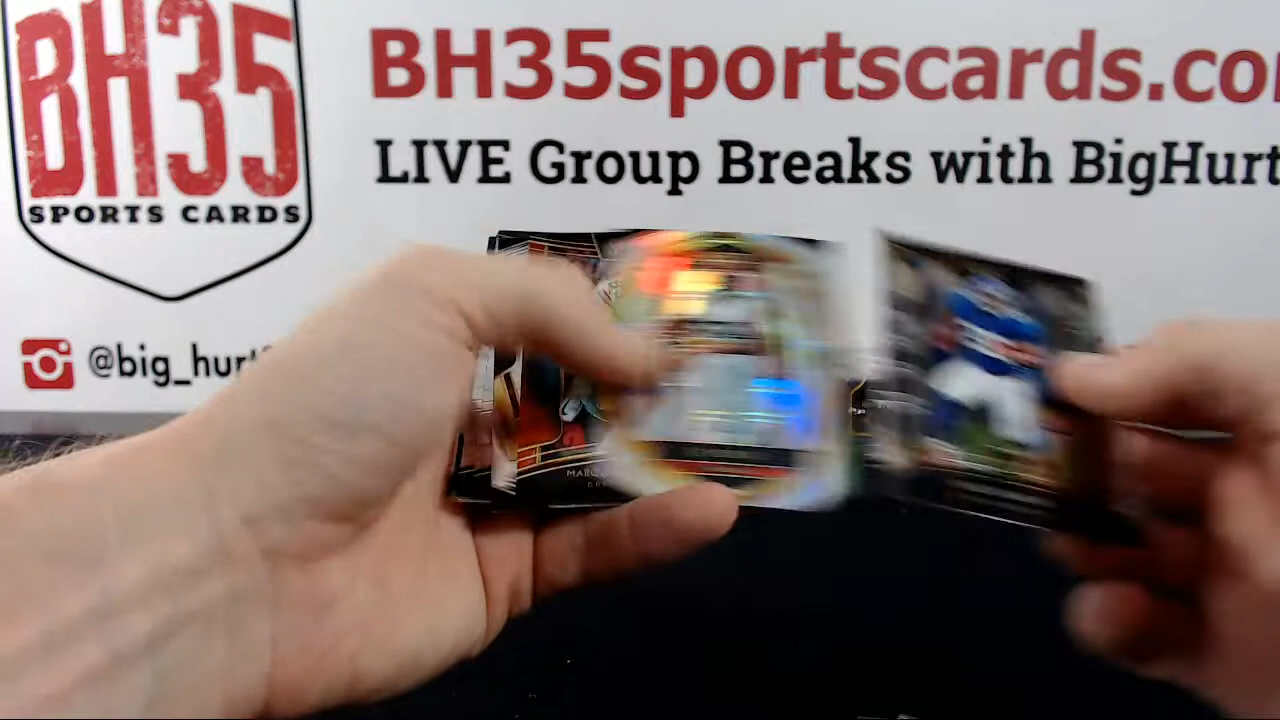 BH35
SPORTS CARDS
BH35sportscards.co
LIVE Group Breaks with BigHurt
@big_hur